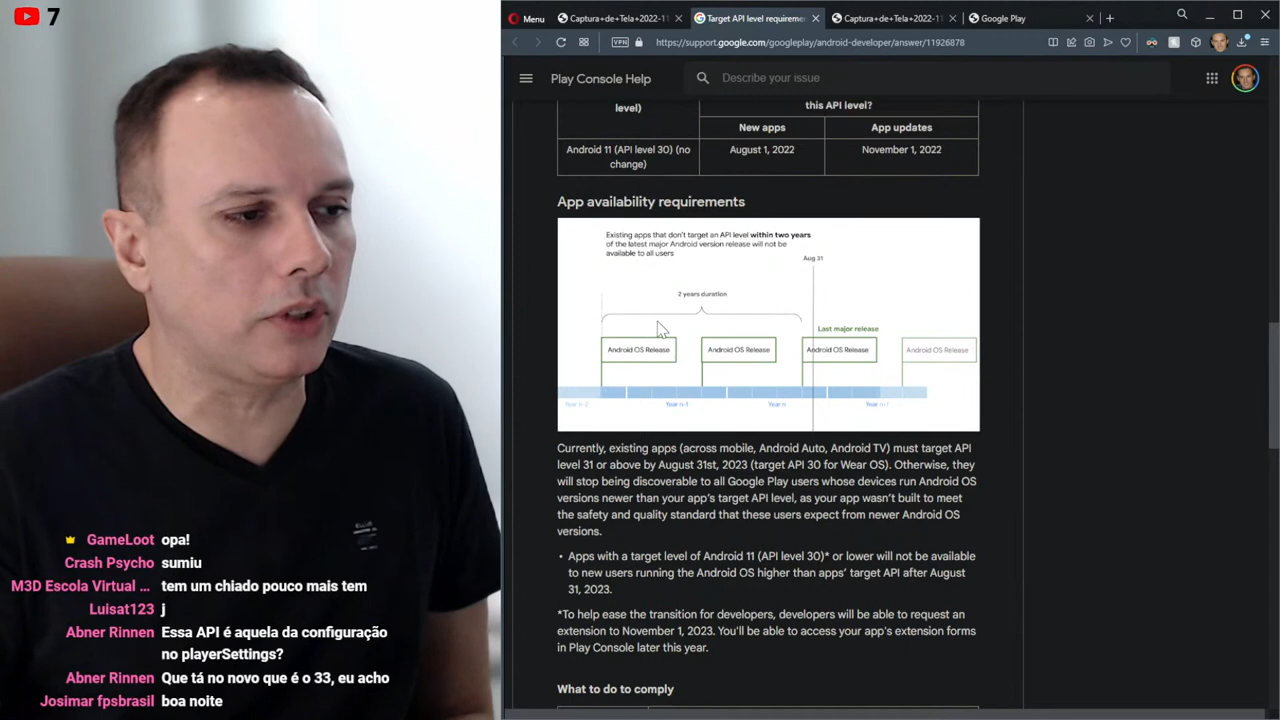 7
GameLoot opa!
Crash Psycho sumiu
M3D Escola Virtual ... tem um chiado pouco mais tem
Luisat123 j
Abner Rinnen Essa API é aquela da configuração
no playerSettings?
Abner Rinnen Que tá no novo que é o 33, eu acho
Josimar fpsbrasil boa noite
Menu
Captura+de+Tela+2022-11
Target API level requireme
Captura+de+Tela+2022-11
Google Play
VPN
https://support.google.com/googleplay/android-developer/answer/11926878
Play Console Help
Describe your issue
level)
this API level?
New apps
App updates
Android 11 (API level 30) (no
change)
August 1, 2022
November 1, 2022
App availability requirements
Existing apps that don't target an API level within two years
of the latest major Android version release will not be
available to all users
Aug 31
2 years duration
Last major release
Android OS Release
Android OS Release
Android OS Release
Android OS Release
Year n-2
Year n-1
Year n
Year n+1
Currently, existing apps (across mobile, Android Auto, Android TV) must target API
level 31 or above by August 31st, 2023 (target API 30 for Wear OS). Otherwise, they
will stop being discoverable to all Google Play users whose devices run Android OS
versions newer than your app's target API level, as your app wasn't built to meet
the safety and quality standard that these users expect from newer Android OS
versions.
• Apps with a target level of Android 11 (API level 30)* or lower will not be available
to new users running the Android OS higher than apps' target API after August
31, 2023.
*To help ease the transition for developers, developers will be able to request an
extension to November 1, 2023. You'll be able to access your app's extension forms
in Play Console later this year.
What to do to comply